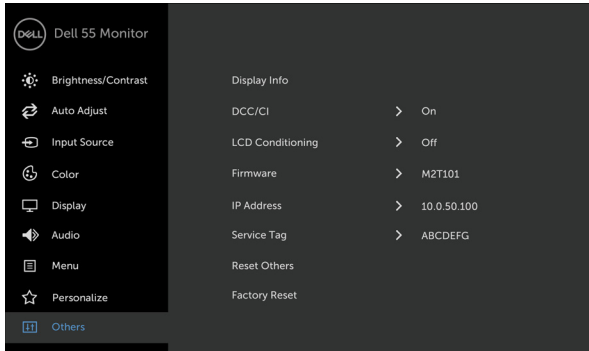 DELL Dell 55 Monitor
Brightness/Contrast
Auto Adjust
Input Source
Color
Display
Audio
Menu
Personalize
Others
Display Info
DCC/CI > On
LCD Conditioning > Off
Firmware > M2T101
IP Address > 10.0.50.100
Service Tag > ABCDEFG
Reset Others
Factory Reset